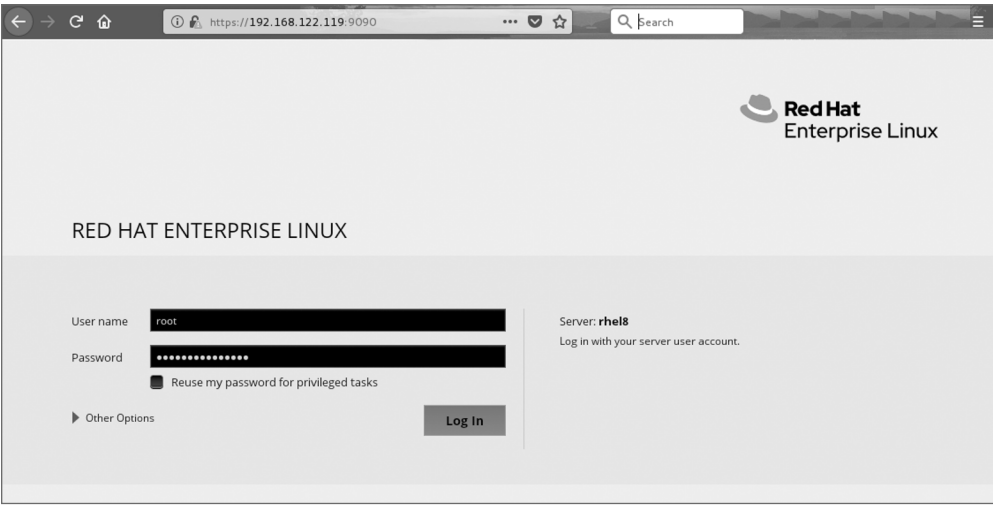 https://192.168.122.119:9090
Search
Red Hat
Enterprise Linux
RED HAT ENTERPRISE LINUX
User name root
Password •••••••••••••••
Reuse my password for privileged tasks
Other Options
Log In
Server: rhel8
Log in with your server user account.